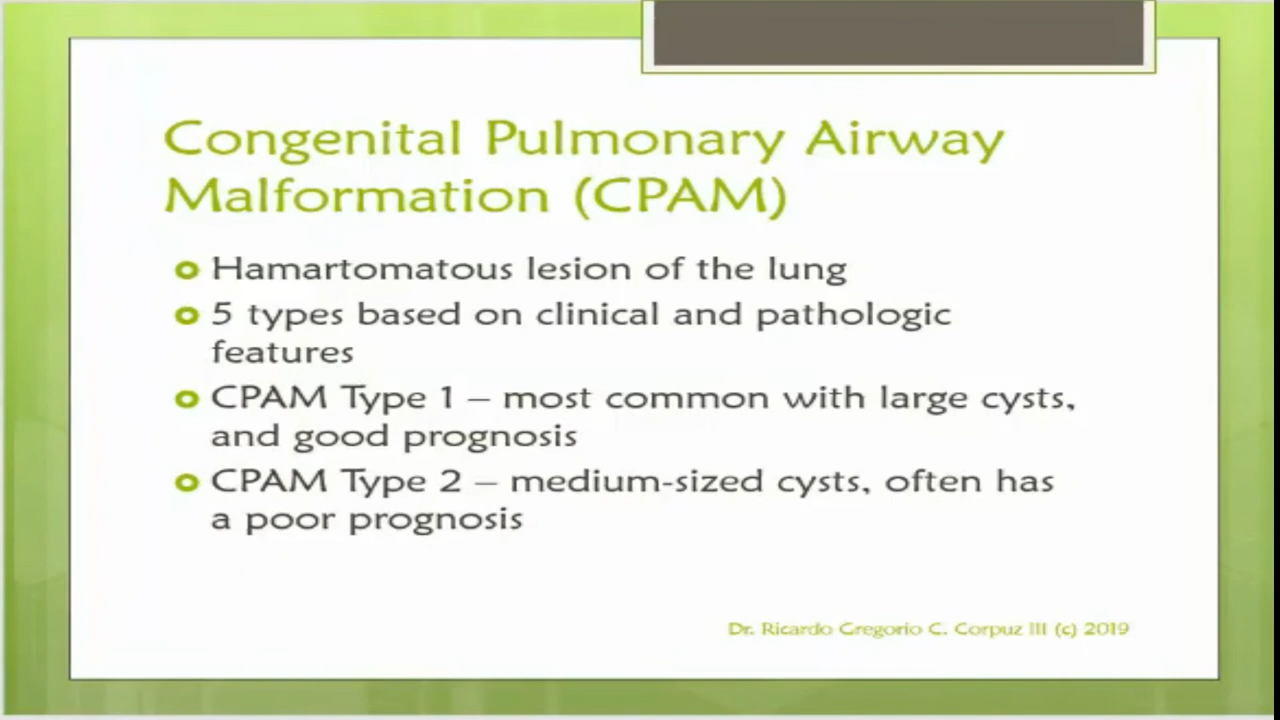 Congenital Pulmonary Airway
Malformation (CPAM)
Hamartomatous lesion of the lung
5 types based on clinical and pathologic
features
CPAM Type 1 – most common with large cysts,
and good prognosis
CPAM Type 2 – medium-sized cysts, often has
a poor prognosis
Dr. Ricardo Gregorio C. Corpuz III (c) 2019